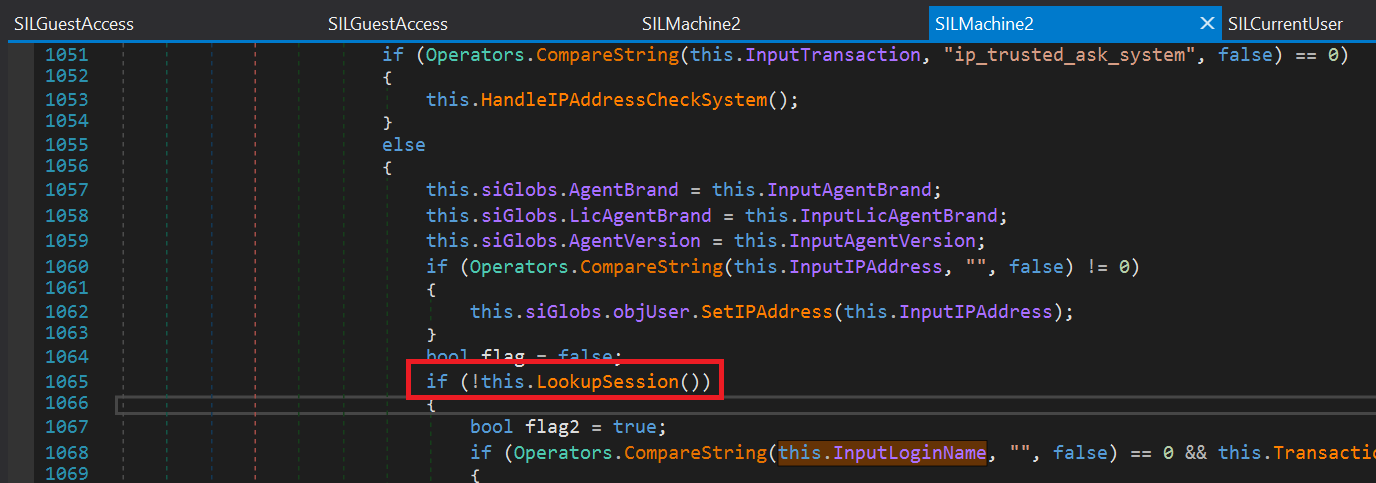 SILGuestAccess SILGuestAccess SILMachine2 SILMachine2 ✕ SILCurrentUser
1051 if (Operators.CompareString(this.InputTransaction, "ip_trusted_ask_system", false) == 0)
1052 {
1053 this.HandleIPAddressCheckSystem();
1054 }
1055 else
1056 {
1057 this.siGlobs.AgentBrand = this.InputAgentBrand;
1058 this.siGlobs.LicAgentBrand = this.InputLicAgentBrand;
1059 this.siGlobs.AgentVersion = this.InputAgentVersion;
1060 if (Operators.CompareString(this.InputIPAddress, "", false) != 0)
1061 {
1062 this.siGlobs.objUser.SetIPAddress(this.InputIPAddress);
1063 }
1064 bool flag = false;
1065 if (!this.LookupSession())
1066 {
1067 bool flag2 = true;
1068 if (Operators.CompareString(this.InputLoginName, "", false) == 0 && this.Transactio
1069 {